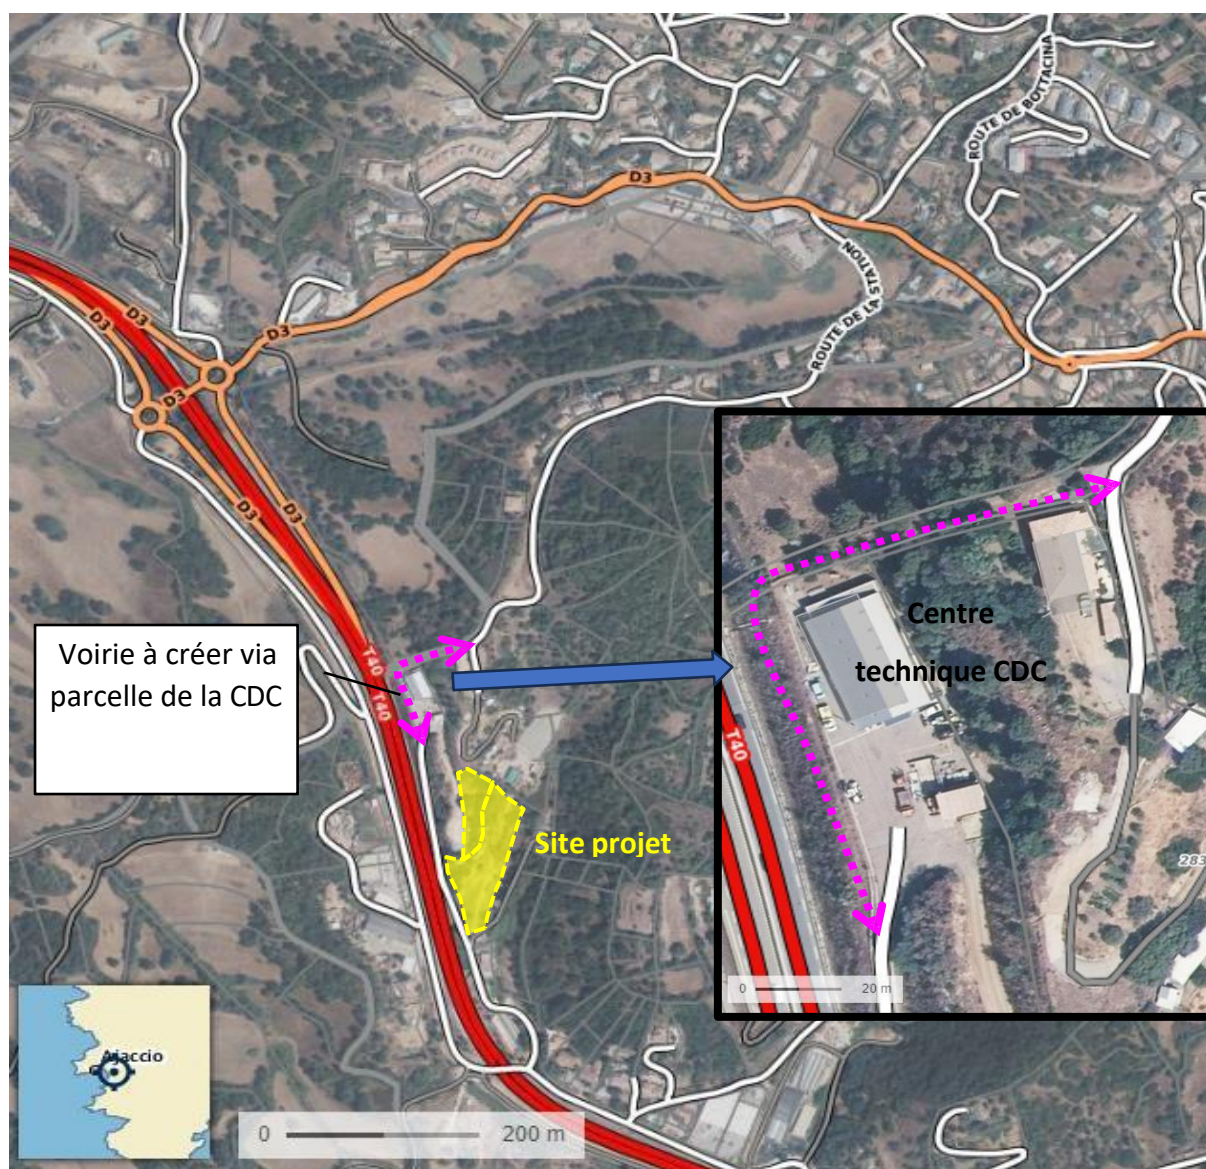 ROUTE DE BOTTACINA
D3
ROUTE DE LA STATION
D3
D3
D3
D3
D3
D3
Voirie à créer via
parcelle de la CDC
T40
T40
Site projet
Centre
technique CDC
T40
283
0 20 m
Ajaccio
0 200 m